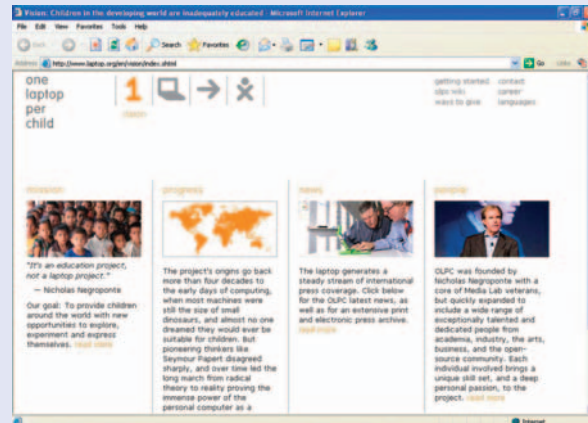 Vision: Children in the developing world are inadequately educated - Microsoft Internet Explorer
File Edit View Favorites Tools Help
Back Search Favorites
Address http://www.laptop.org/en/vision/index.shtml Go Links
one
laptop
per
child
1
vision
getting started contact
olpc wiki career
ways to give languages
mission
"It's an education project,
not a laptop project."
— Nicholas Negroponte
Our goal: To provide children
around the world with new
opportunities to explore,
experiment and express
themselves. read more
progress
The project's origins go back
more than four decades to
the early days of computing,
when most machines were
still the size of small
dinosaurs, and almost no one
dreamed they would ever be
suitable for children. But
pioneering thinkers like
Seymour Papert disagreed
sharply, and over time led the
long march from radical
theory to reality proving the
immense power of the
personal computer as a
news
The laptop generates a
steady stream of international
press coverage. Click below
for the OLPC latest news, as
well as for an extensive print
and electronic press archive.
read more
people
OLPC was founded by
Nicholas Negroponte with a
core of Media Lab veterans,
but quickly expanded to
include a wide range of
exceptionally talented and
dedicated people from
academia, industry, the arts,
business, and the open-
source community. Each
individual involved brings a
unique skill set, and a deep
personal passion, to the
project. read more
Internet